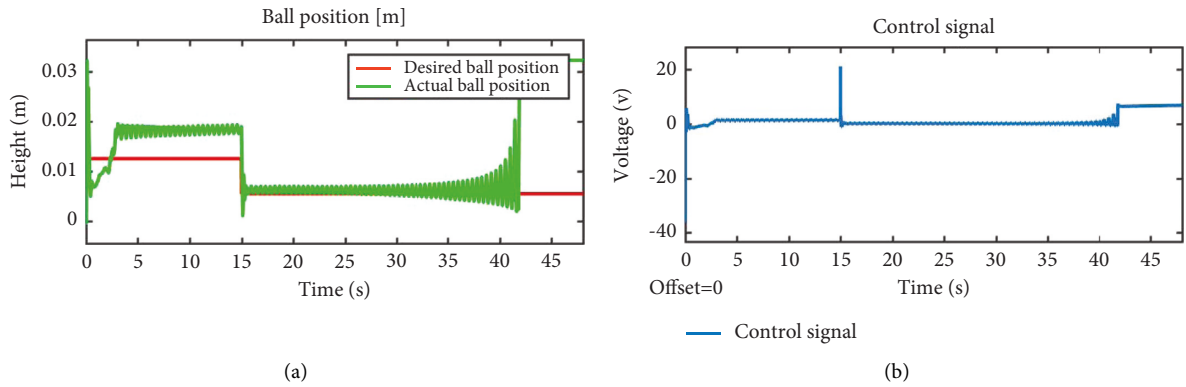 Ball position [m]
0.03
0.02
0.01
0
Height (m)
Desired ball position
Actual ball position
0 5 10 15 20 25 30 35 40 45
Time (s)
(a)
Control signal
20
0
-20
-40
Voltage (v)
0 5 10 15 20 25 30 35 40 45
Offset=0
Time (s)
Control signal
(b)